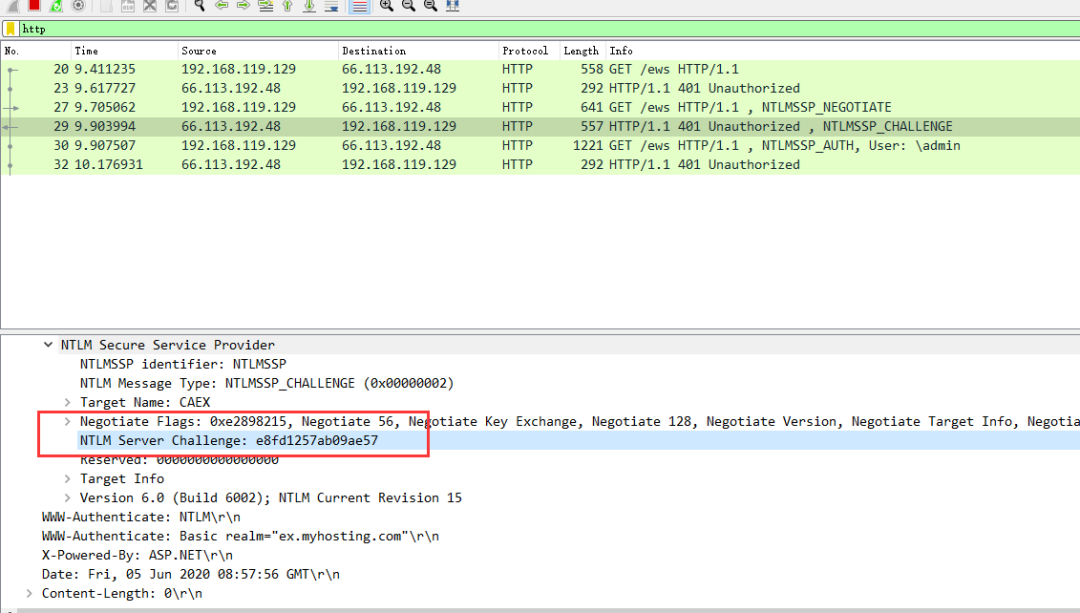 http
No. Time Source Destination Protocol Length Info
20 9.411235 192.168.119.129 66.113.192.48 HTTP 558 GET /ews HTTP/1.1
23 9.617727 66.113.192.48 192.168.119.129 HTTP 292 HTTP/1.1 401 Unauthorized
27 9.705062 192.168.119.129 66.113.192.48 HTTP 641 GET /ews HTTP/1.1 , NTLMSSP_NEGOTIATE
29 9.903994 66.113.192.48 192.168.119.129 HTTP 557 HTTP/1.1 401 Unauthorized , NTLMSSP_CHALLENGE
30 9.907507 192.168.119.129 66.113.192.48 HTTP 1221 GET /ews HTTP/1.1 , NTLMSSP_AUTH, User: \admin
32 10.176931 66.113.192.48 192.168.119.129 HTTP 292 HTTP/1.1 401 Unauthorized
NTLM Secure Service Provider
NTLMSSP identifier: NTLMSSP
NTLM Message Type: NTLMSSP_CHALLENGE (0x00000002)
Target Name: CAEX
Negotiate Flags: 0xe2898215, Negotiate 56, Negotiate Key Exchange, Negotiate 128, Negotiate Version, Negotiate Target Info, Negotia
NTLM Server Challenge: e8fd1257ab09ae57
Reserved: 0000000000000000
Target Info
Version 6.0 (Build 6002); NTLM Current Revision 15
WWW-Authenticate: NTLM\r\n
WWW-Authenticate: Basic realm="ex.myhosting.com"\r\n
X-Powered-By: ASP.NET\r\n
Date: Fri, 05 Jun 2020 08:57:56 GMT\r\n
Content-Length: 0\r\n